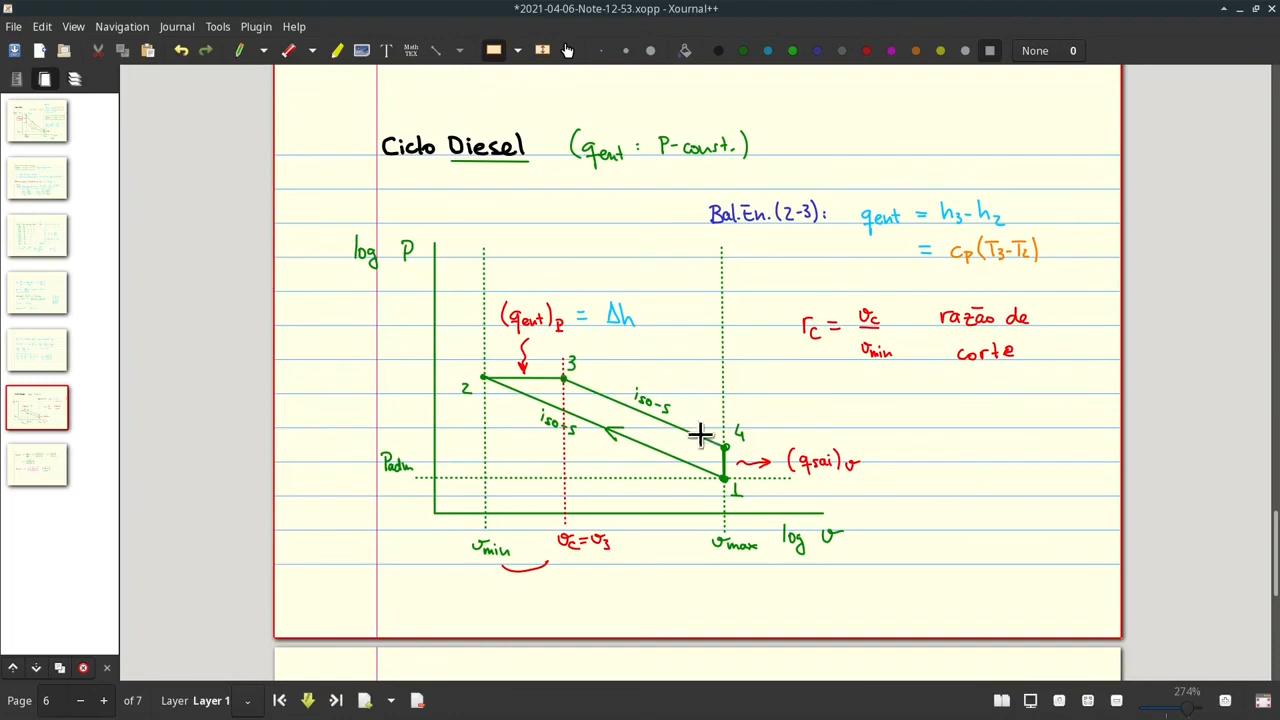 *2021-04-06-Note-12-53.xopp - Xournal++
File Edit View Navigation Journal Tools Plugin Help
T MATH TEX None 0
Ciclo Diesel (qent : P-const.)
Bal.En.(2-3): qent = h3-h2
= cp(T3-T2)
log P
(qent)P = Δh
rc = vc/vmin razão de
corte
3
2
iso-s
iso-s
4
Padm
(qsai)v
1
vmin vc=v3 vmax log v
Page 6 - + of 7 Layer Layer 1 274%